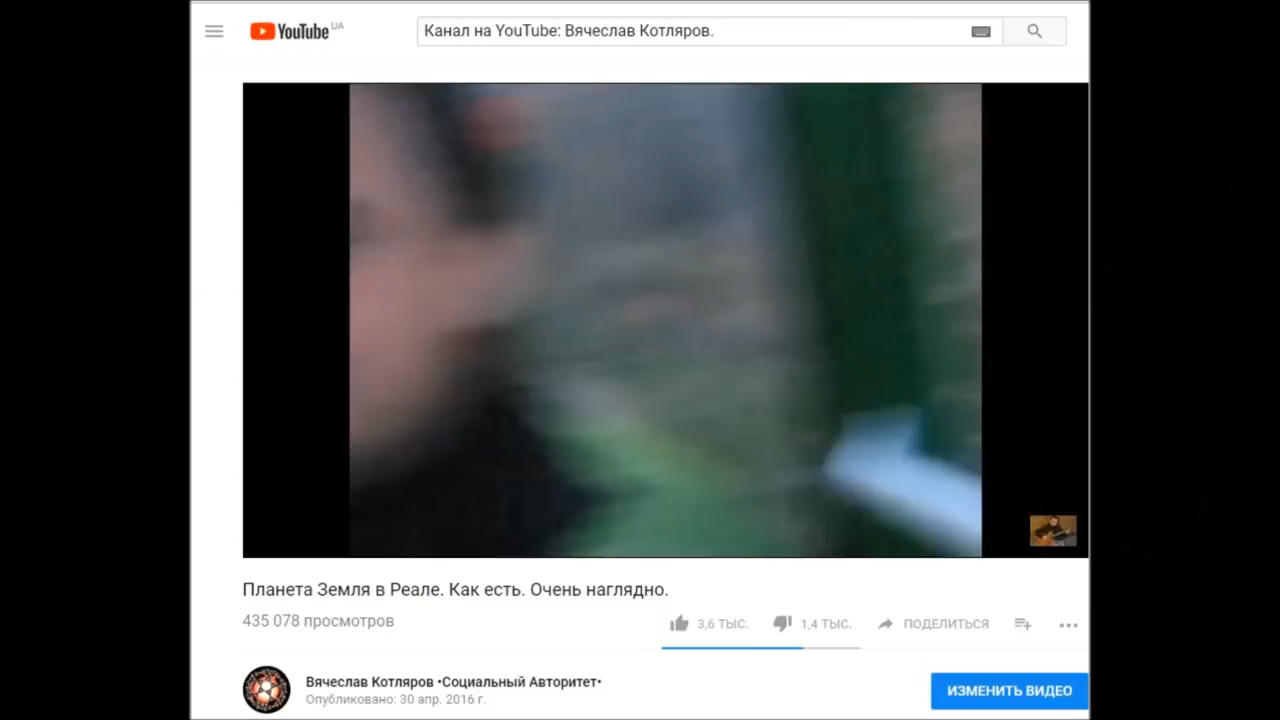 YouTube UA
Канал на YouTube: Вячеслав Котляров.
Планета Земля в Реале. Как есть. Очень наглядно.
435 078 просмотров
3,6 ТЫС. 1,4 ТЫС. ПОДЕЛИТЬСЯ
Вячеслав Котляров •Социальный Авторитет•
Опубликовано: 30 апр. 2016 г.
ИЗМЕНИТЬ ВИДЕО